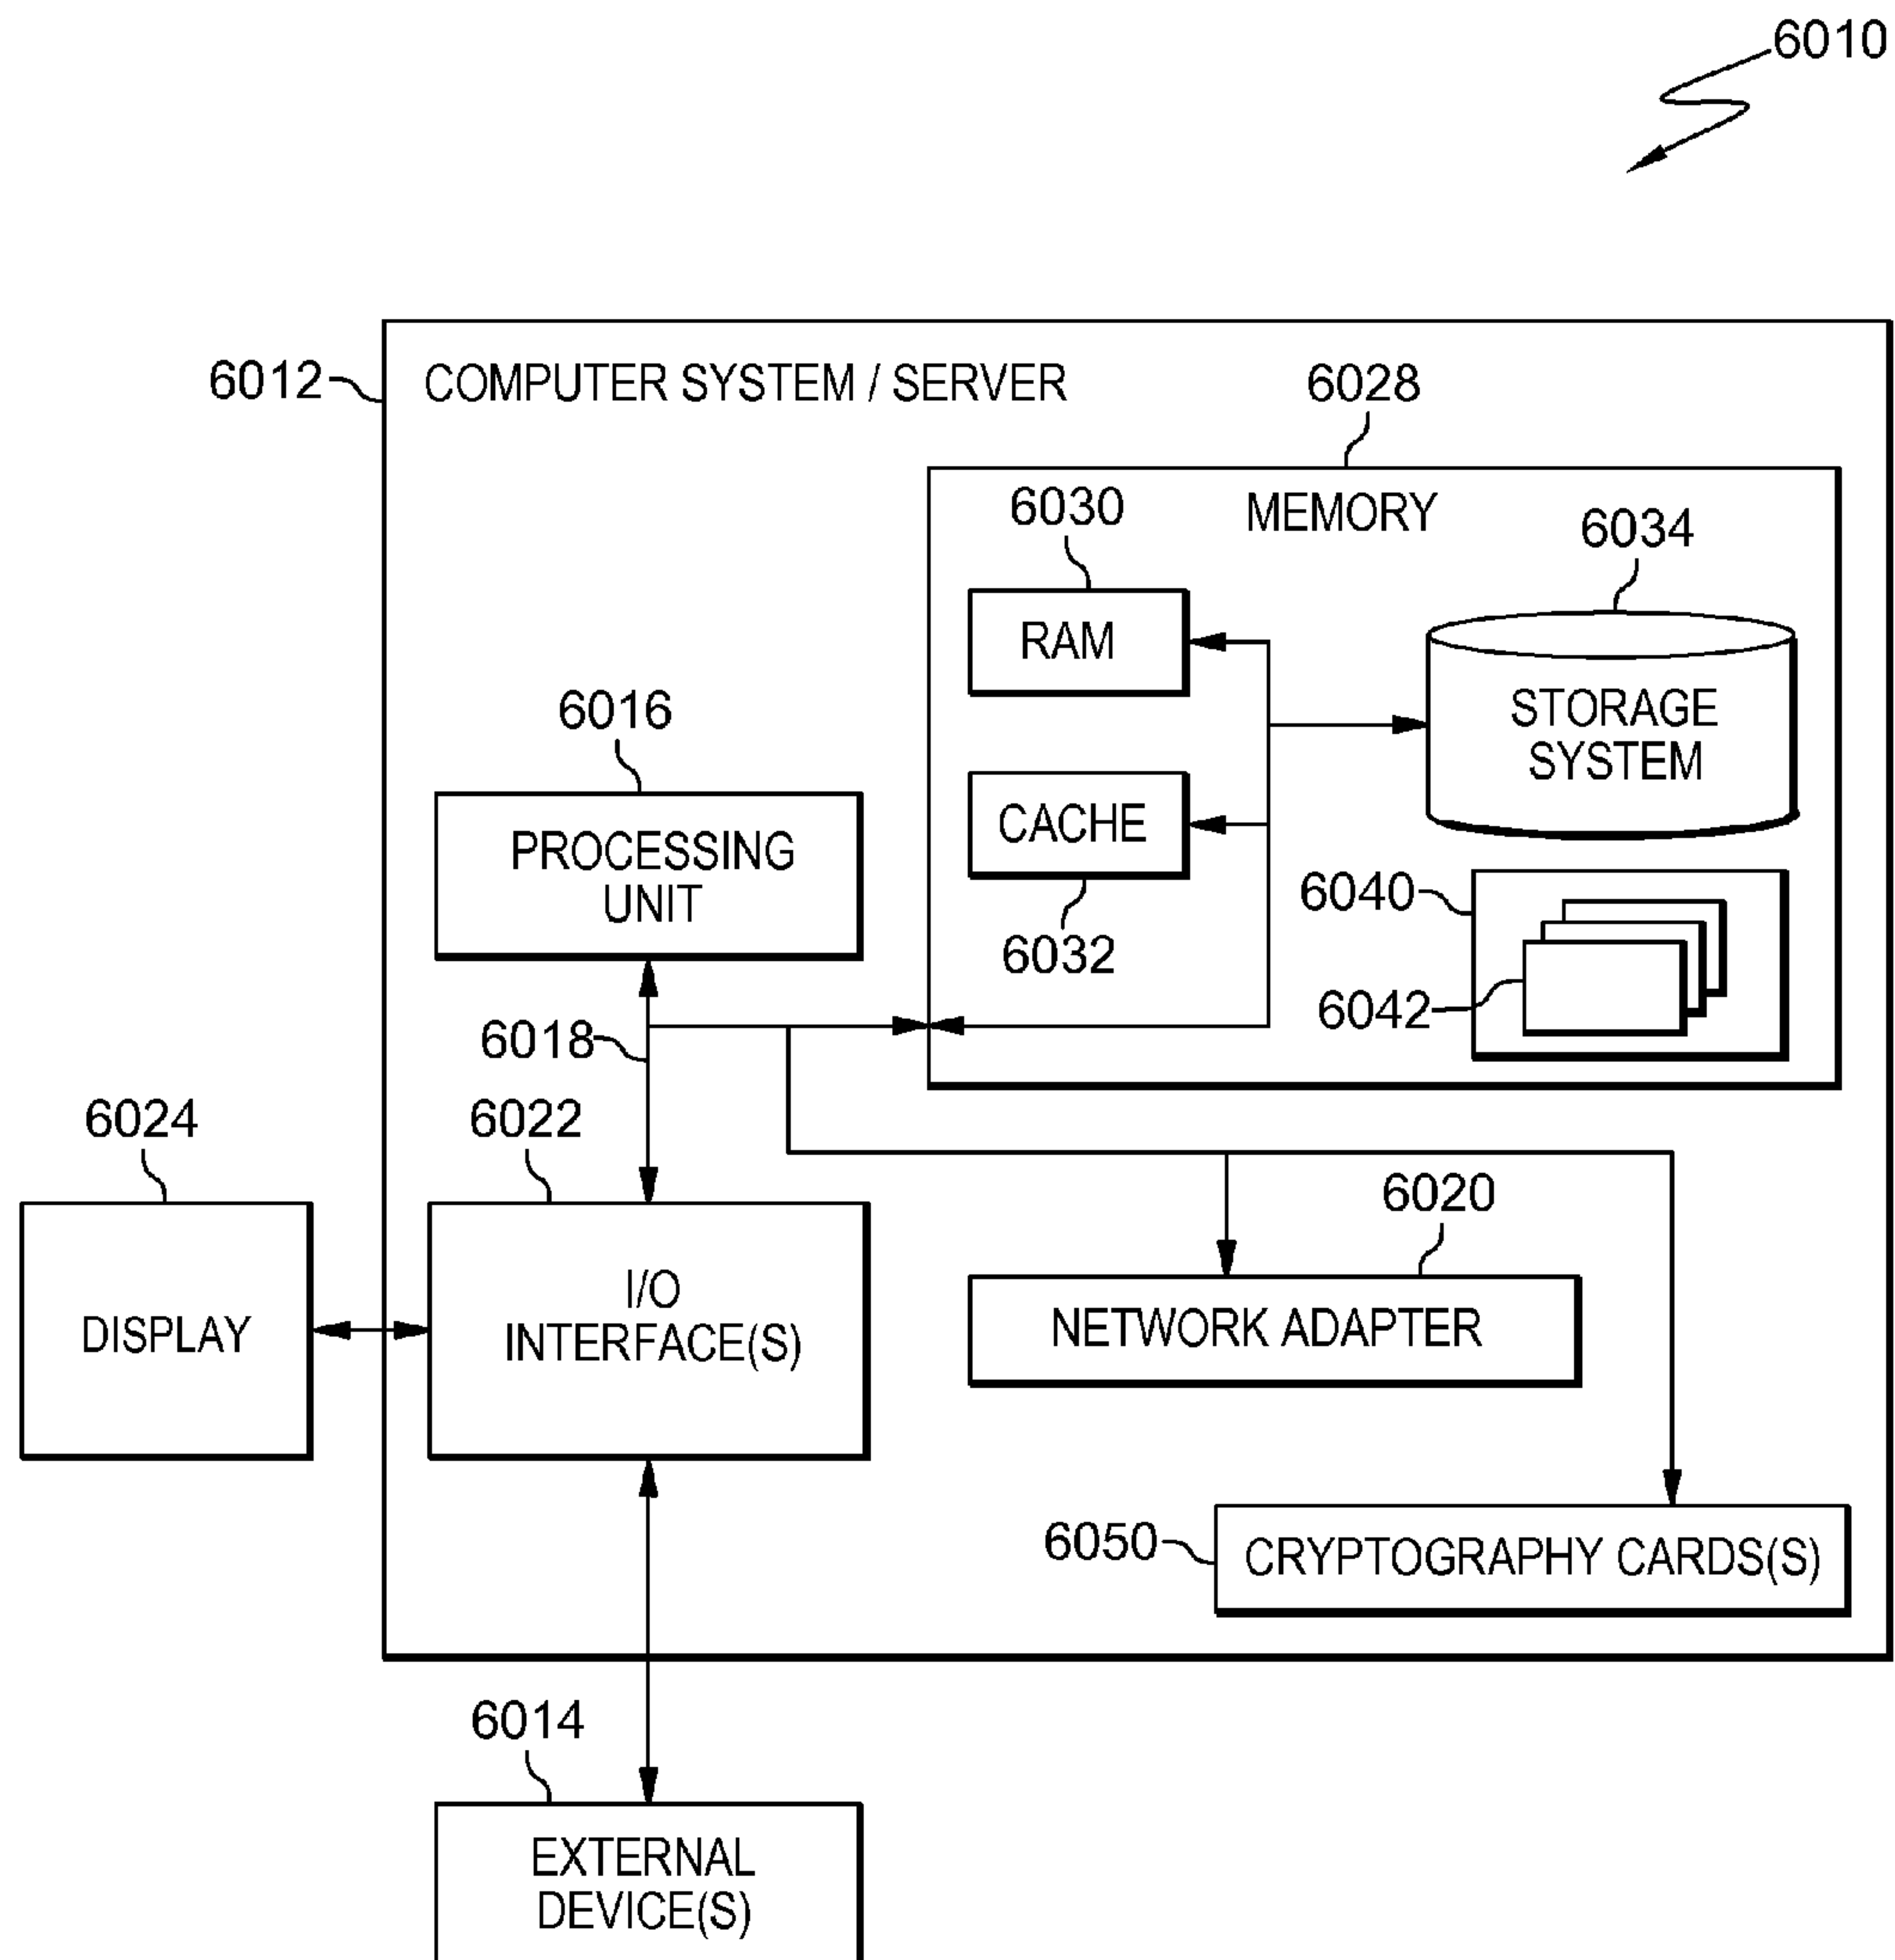 6010
6012
COMPUTER SYSTEM / SERVER
6028
MEMORY
6030
RAM
6034
STORAGE
SYSTEM
6016
PROCESSING
UNIT
CACHE
6032
6040
6042
6018
6024
DISPLAY
6022
I/O
INTERFACE(S)
6020
NETWORK ADAPTER
6050
CRYPTOGRAPHY CARDS(S)
6014
EXTERNAL
DEVICE(S)